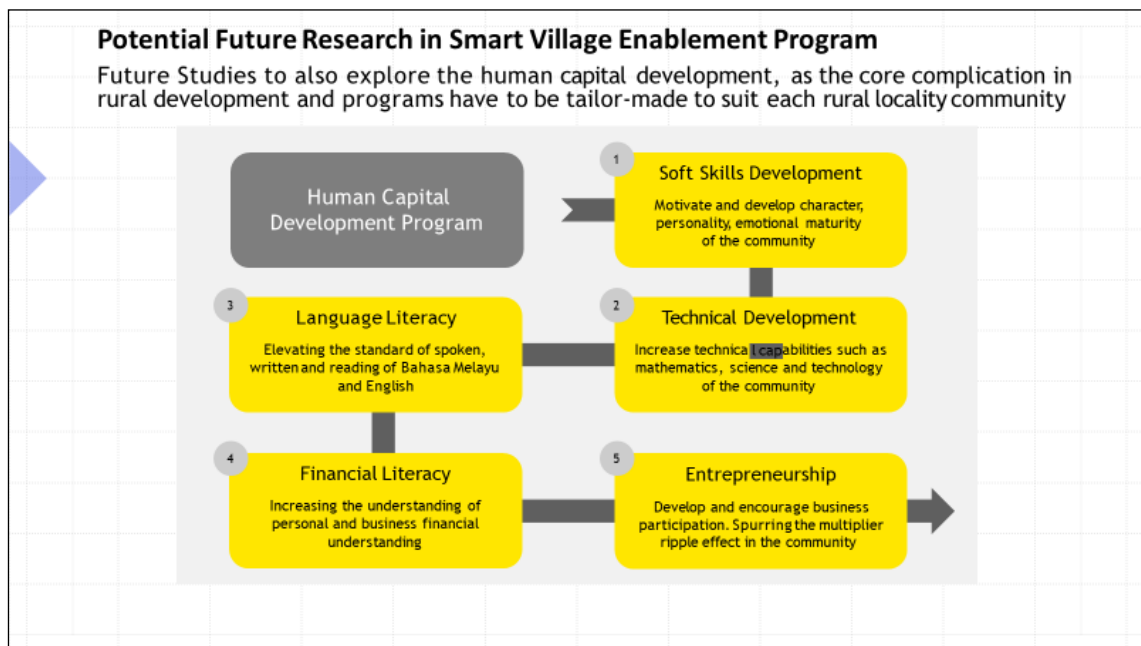 Potential Future Research in Smart Village Enablement Program
Future Studies to also explore the human capital development, as the core complication in
rural development and programs have to be tailor-made to suit each rural locality community
Human Capital
Development Program
1
Soft Skills Development
Motivate and develop character,
personality, emotional maturity
of the community
2
Technical Development
Increase technical capabilities such as
mathematics, science and technology
of the community
3
Language Literacy
Elevating the standard of spoken,
written and reading of Bahasa Melayu
and English
4
Financial Literacy
Increasing the understanding of
personal and business financial
understanding
5
Entrepreneurship
Develop and encourage business
participation. Spurring the multiplier
ripple effect in the community